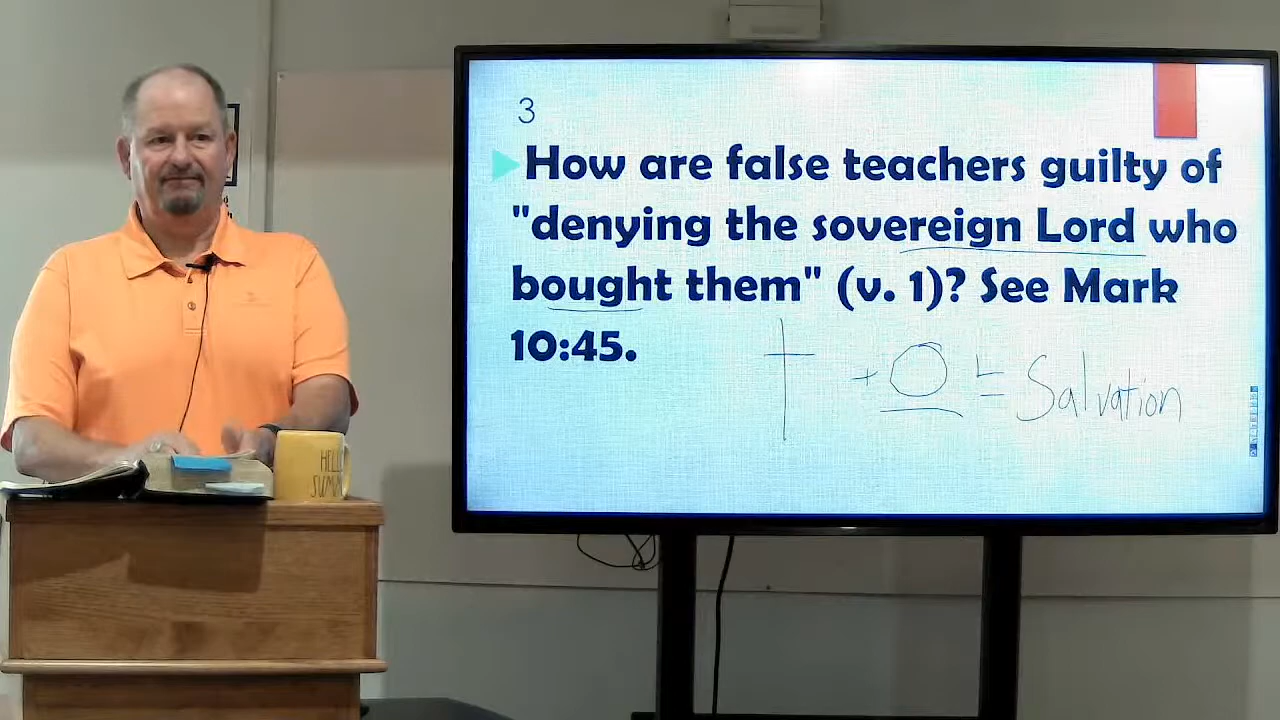 3
How are false teachers guilty of
"denying the sovereign Lord who
bought them" (v. 1)? See Mark
10:45.
+ 0 = Salvation
HELLO